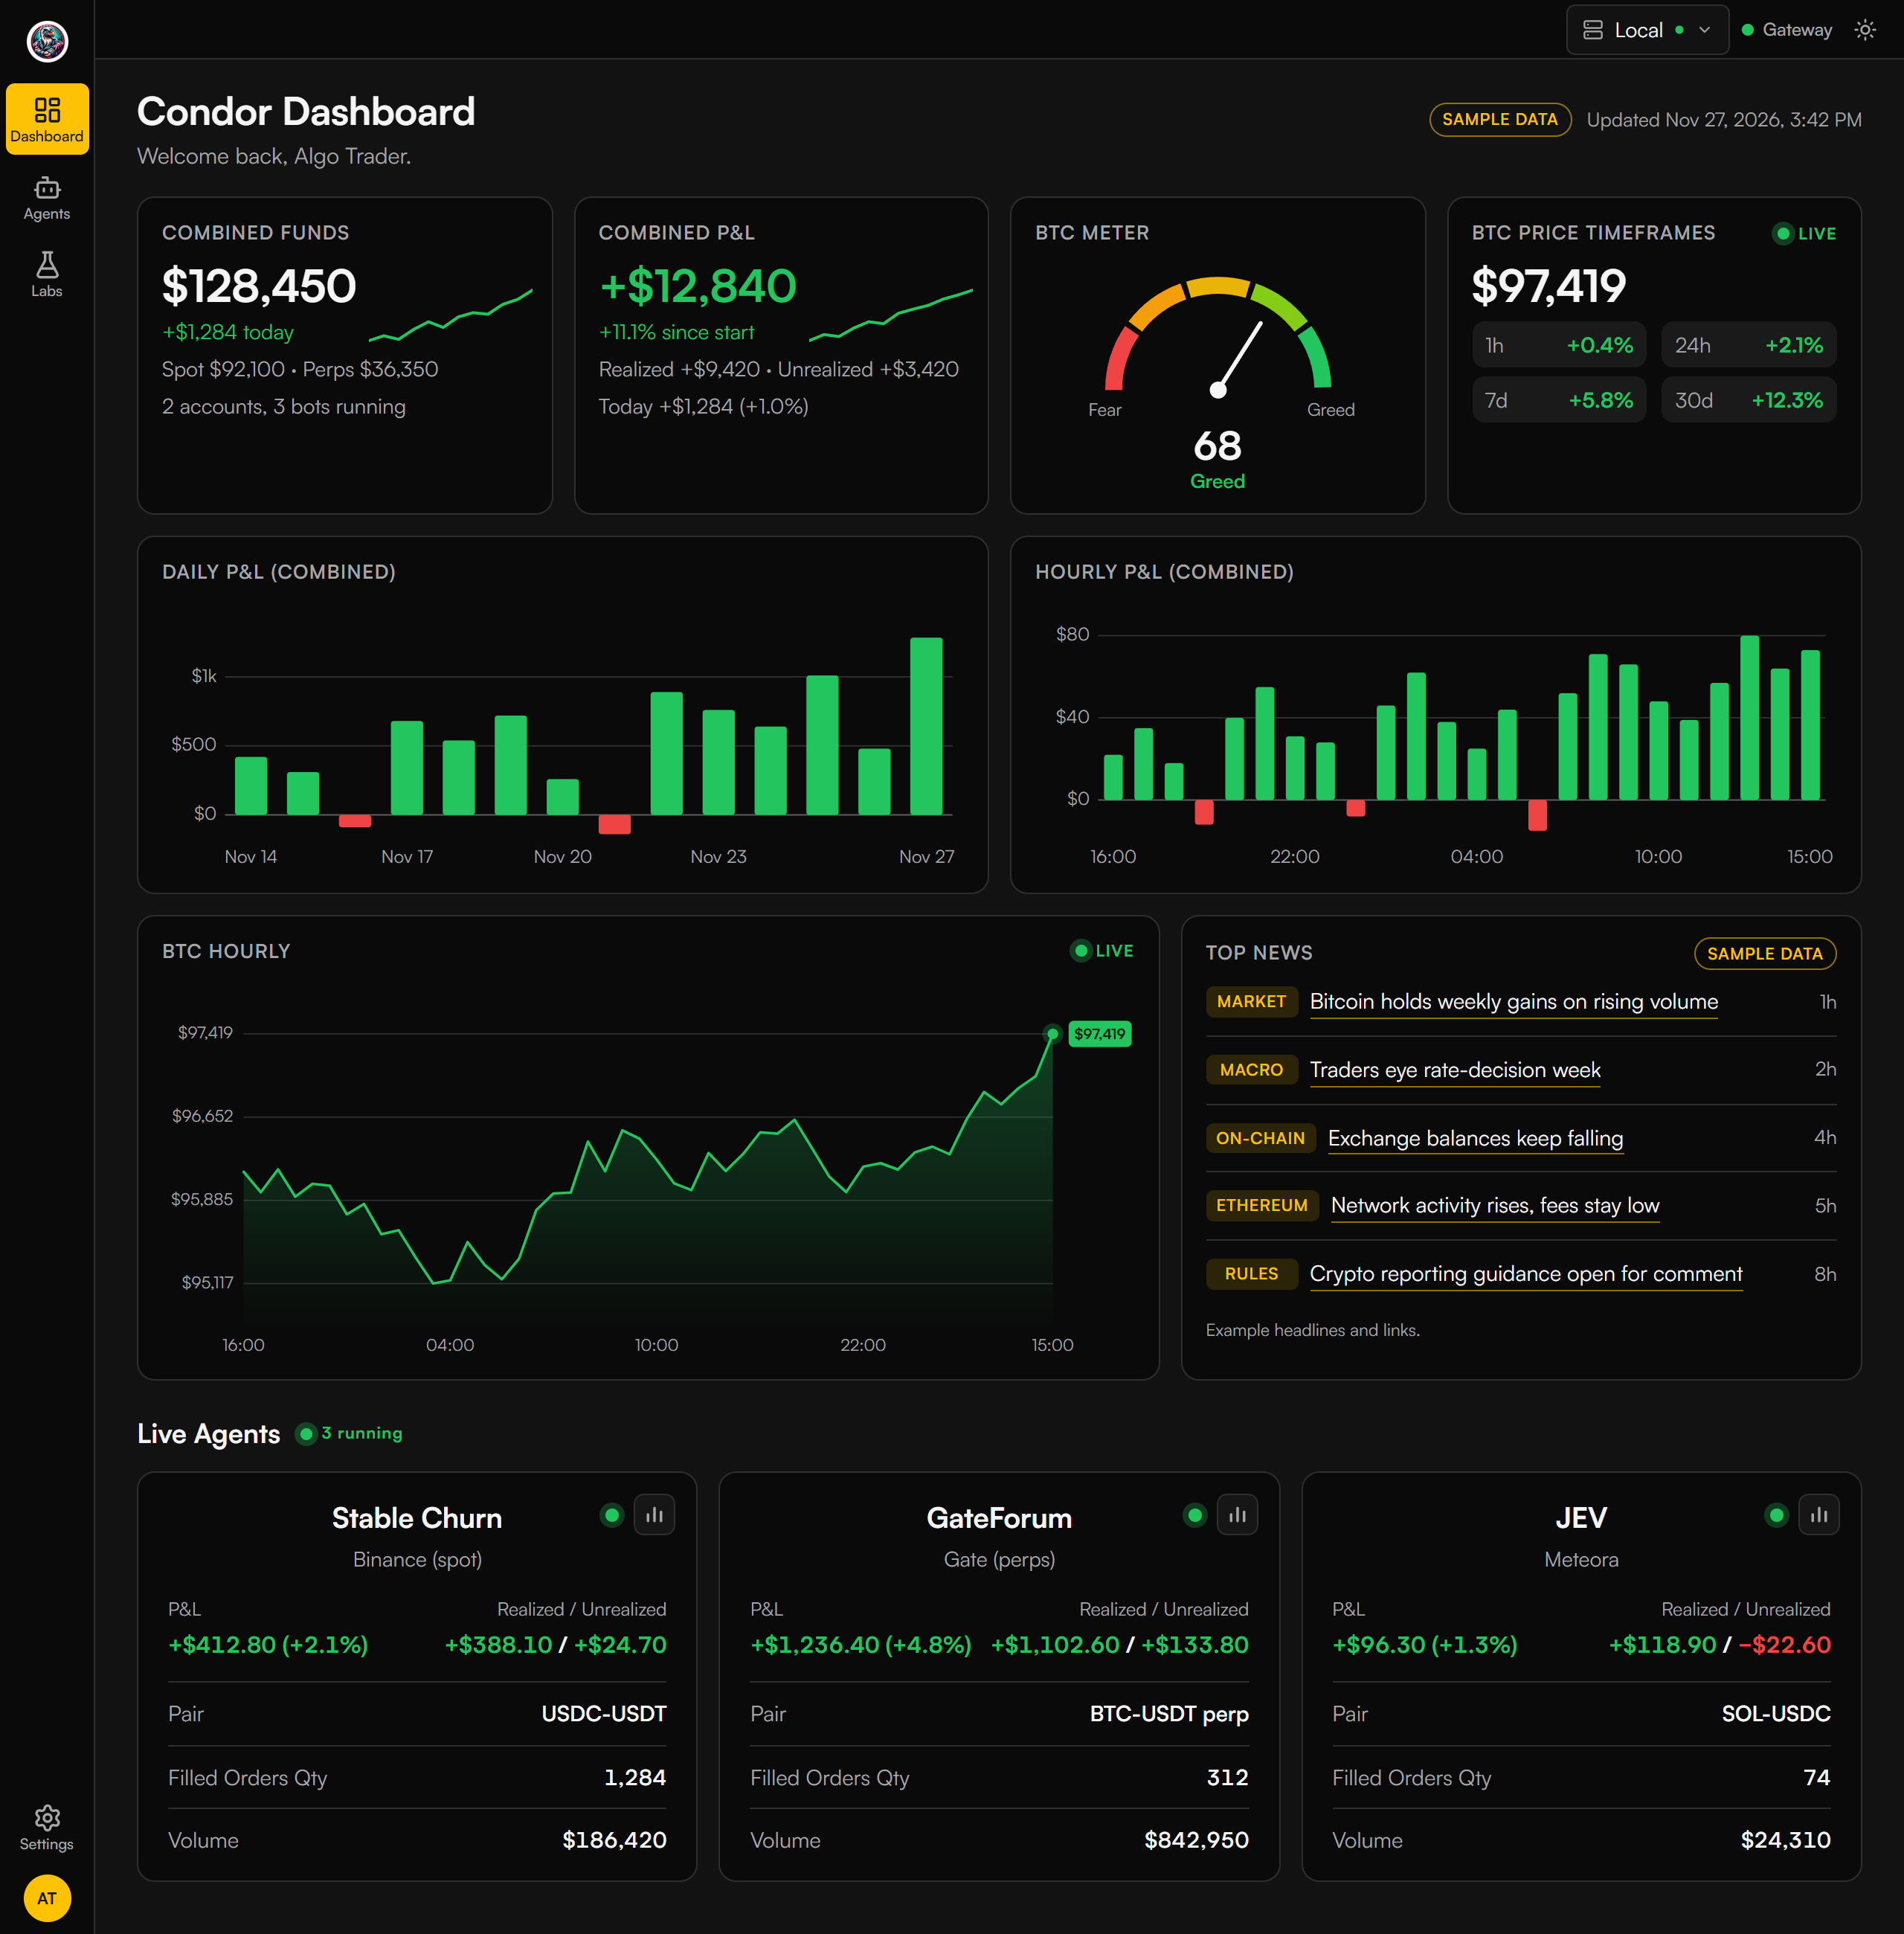 Local
Gateway
Dashboard
Agents
Labs
Settings
AT
Condor Dashboard
Welcome back, Algo Trader.
SAMPLE DATA
Updated Nov 27, 2026, 3:42 PM
COMBINED FUNDS
$128,450
+$1,284 today
Spot $92,100 · Perps $36,350
2 accounts, 3 bots running
COMBINED P&L
+$12,840
+11.1% since start
Realized +$9,420 · Unrealized +$3,420
Today +$1,284 (+1.0%)
BTC METER
Fear
Greed
68
Greed
BTC PRICE TIMEFRAMES
LIVE
$97,419
1h +0.4%
24h +2.1%
7d +5.8%
30d +12.3%
DAILY P&L (COMBINED)
$1k
$500
$0
Nov 14 Nov 17 Nov 20 Nov 23 Nov 27
HOURLY P&L (COMBINED)
$80
$40
$0
16:00 22:00 04:00 10:00 15:00
BTC HOURLY
LIVE
$97,419
$97,419
$96,652
$95,885
$95,117
16:00 04:00 10:00 22:00 15:00
TOP NEWS
SAMPLE DATA
MARKET Bitcoin holds weekly gains on rising volume 1h
MACRO Traders eye rate-decision week 2h
ON-CHAIN Exchange balances keep falling 4h
ETHEREUM Network activity rises, fees stay low 5h
RULES Crypto reporting guidance open for comment 8h
Example headlines and links.
Live Agents
3 running
Stable Churn
Binance (spot)
P&L Realized / Unrealized
+$412.80 (+2.1%) +$388.10 / +$24.70
Pair USDC-USDT
Filled Orders Qty 1,284
Volume $186,420
GateForum
Gate (perps)
P&L Realized / Unrealized
+$1,236.40 (+4.8%) +$1,102.60 / +$133.80
Pair BTC-USDT perp
Filled Orders Qty 312
Volume $842,950
JEV
Meteora
P&L Realized / Unrealized
+$96.30 (+1.3%) +$118.90 / −$22.60
Pair SOL-USDC
Filled Orders Qty 74
Volume $24,310